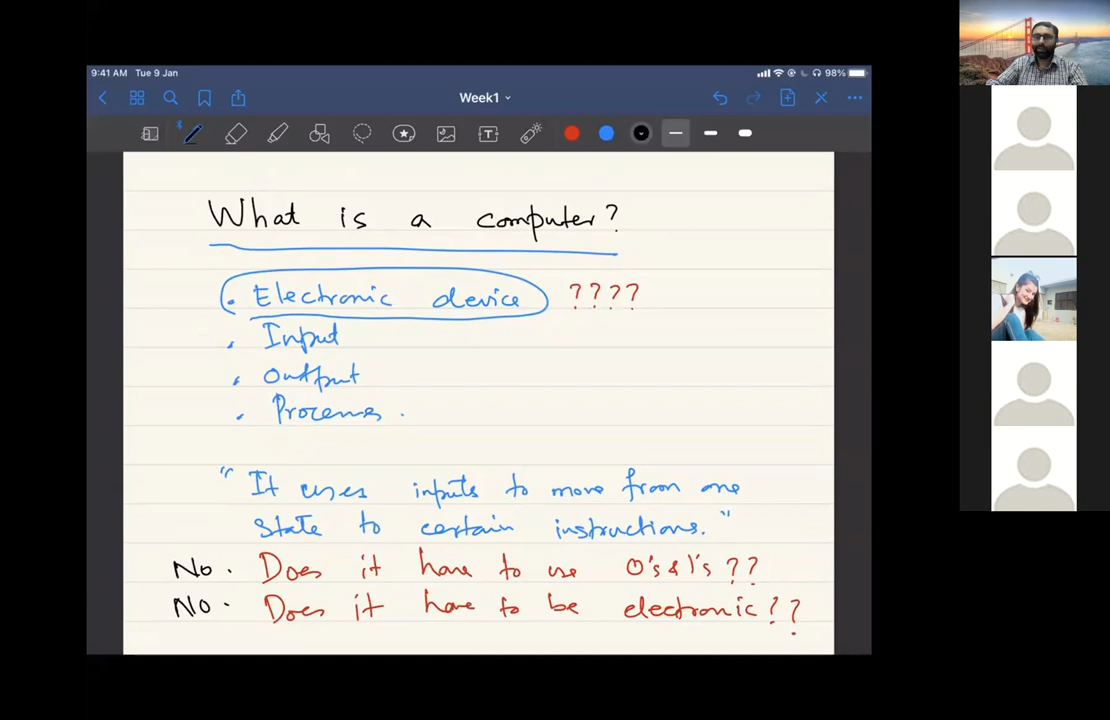 9:41 AM Tue 9 Jan
98%
Week1
T
What is a computer?
. Electronic device ????
. Input
. Output
. Process .
" It uses inputs to move from one
state to certain instructions. "
No . Does it have to use 0's & 1's ??
No . Does it have to be electronic ??